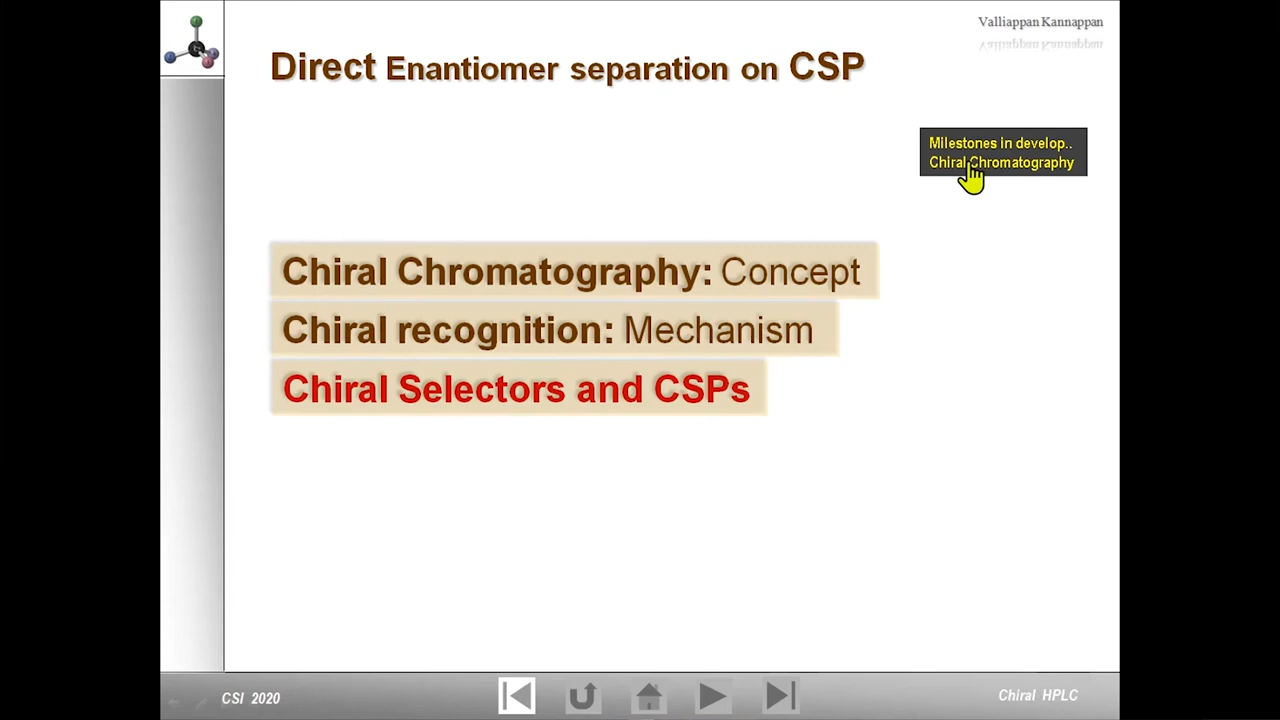 Valliappan Kannappan
Direct Enantiomer separation on CSP
Milestones in develop..
Chiral Chromatography
Chiral Chromatography: Concept
Chiral recognition: Mechanism
Chiral Selectors and CSPs
CSI 2020
Chiral HPLC